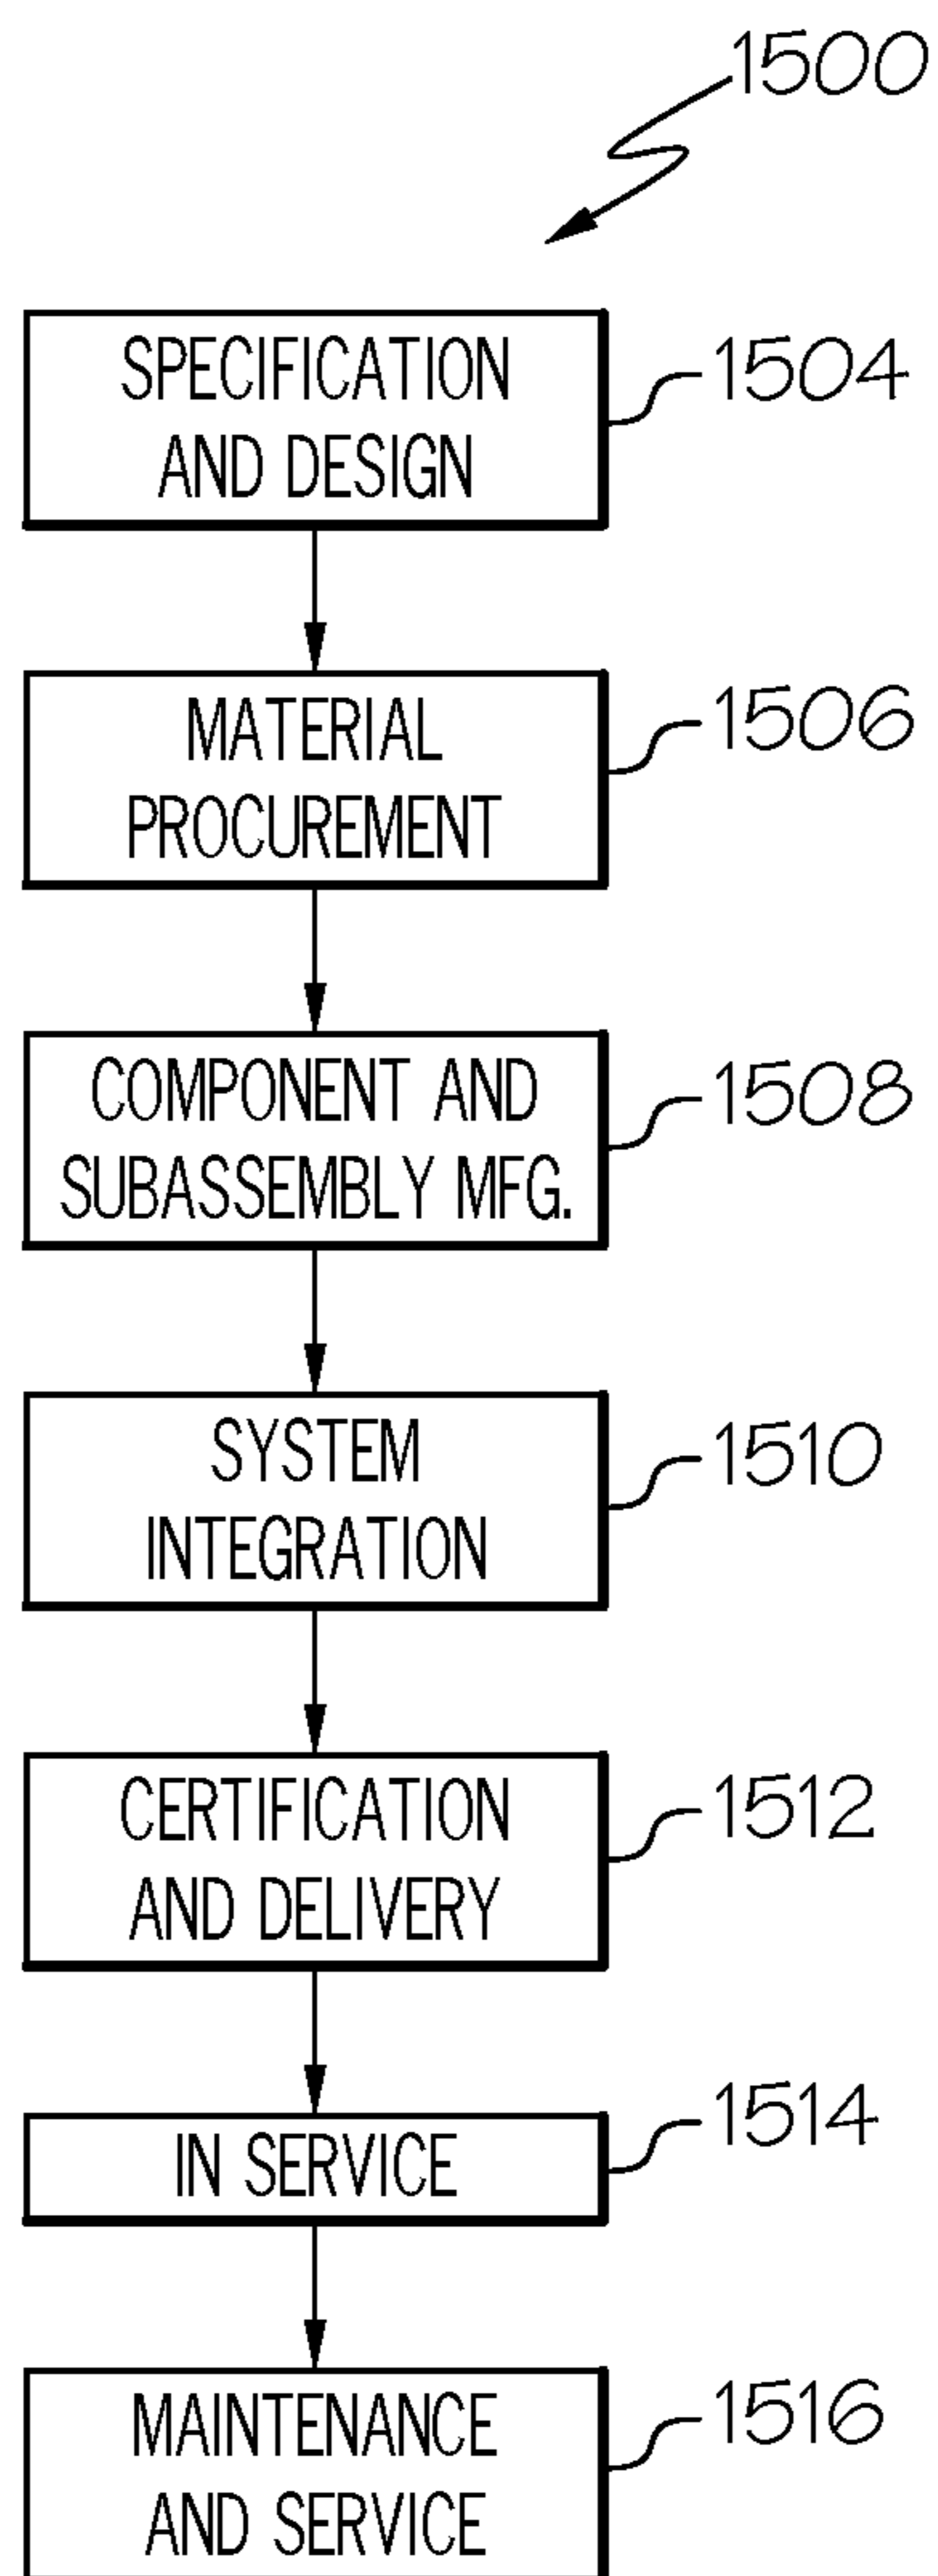 1500
SPECIFICATION
AND DESIGN
1504
MATERIAL
PROCUREMENT
1506
COMPONENT AND
SUBASSEMBLY MFG.
1508
SYSTEM
INTEGRATION
1510
CERTIFICATION
AND DELIVERY
1512
IN SERVICE
1514
MAINTENANCE
AND SERVICE
1516